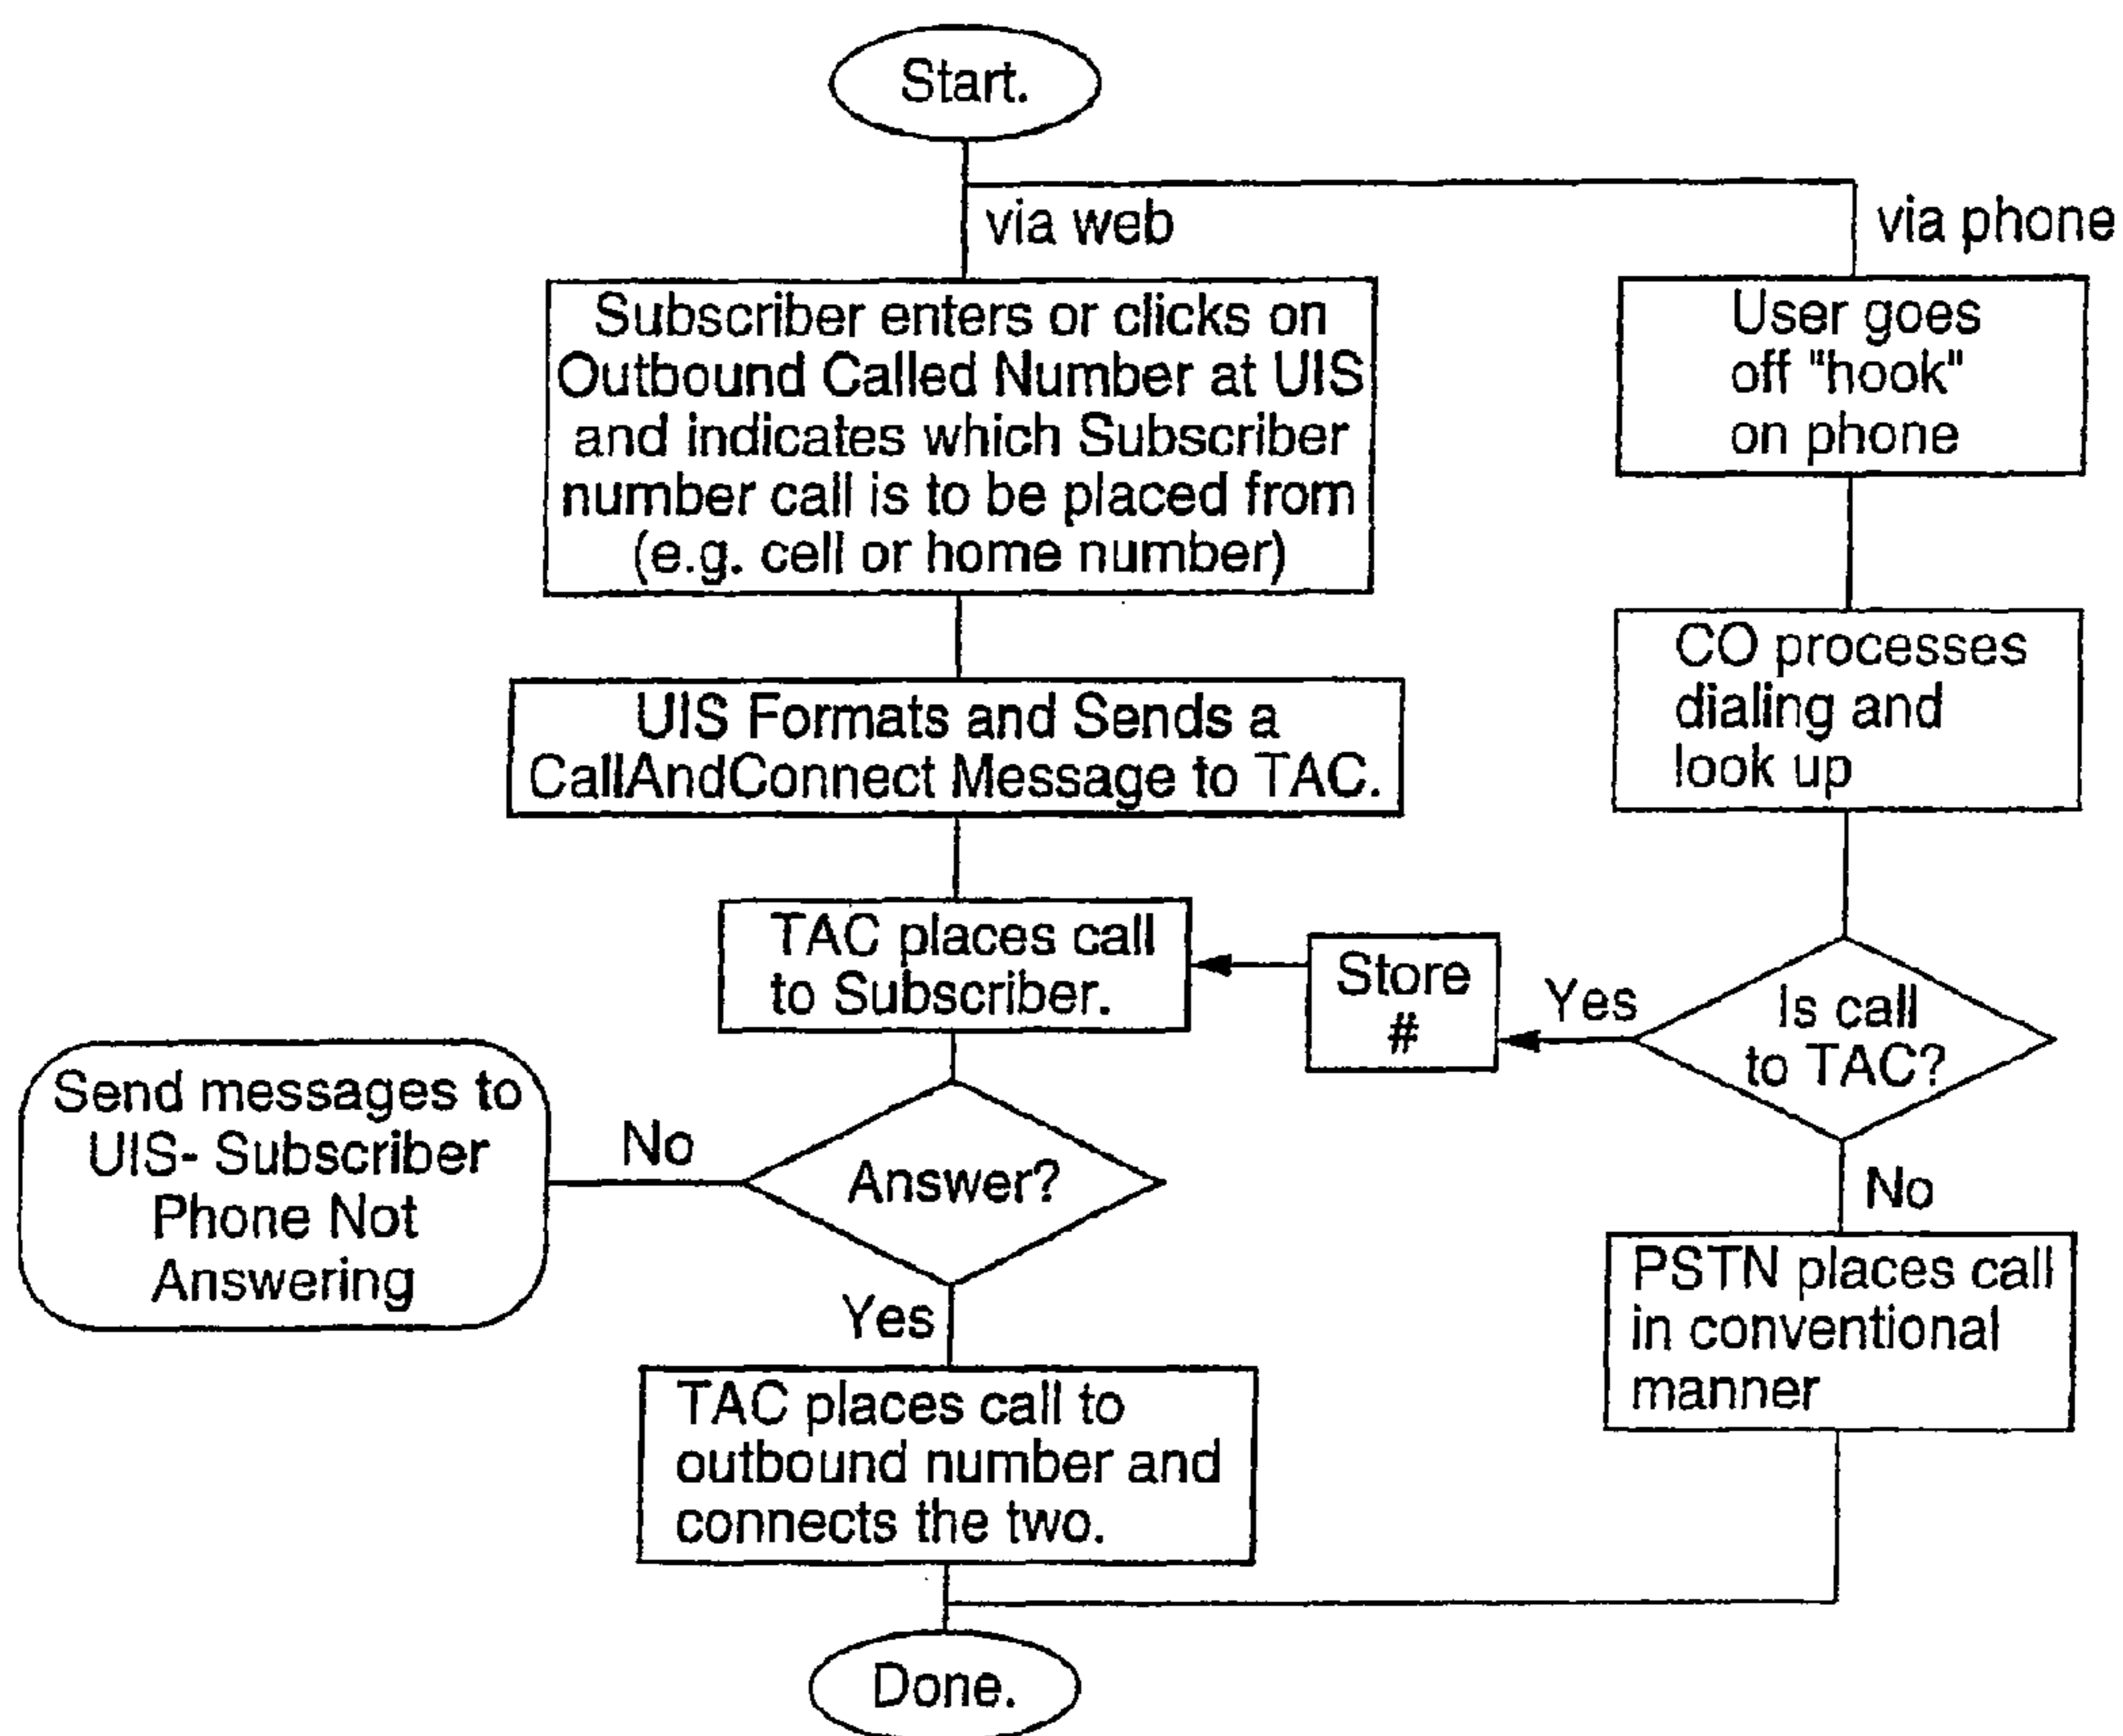 Start.
via web
via phone
Subscriber enters or clicks on
Outbound Called Number at UIS
and indicates which Subscriber
number call is to be placed from
(e.g. cell or home number)
User goes
off "hook"
on phone
UIS Formats and Sends a
CallAndConnect Message to TAC.
CO processes
dialing and
look up
TAC places call
to Subscriber.
Store
#
Yes
Is call
to TAC?
Send messages to
UIS- Subscriber
Phone Not
Answering
No
Answer?
No
Yes
PSTN places call
in conventional
manner
TAC places call to
outbound number and
connects the two.
Done.